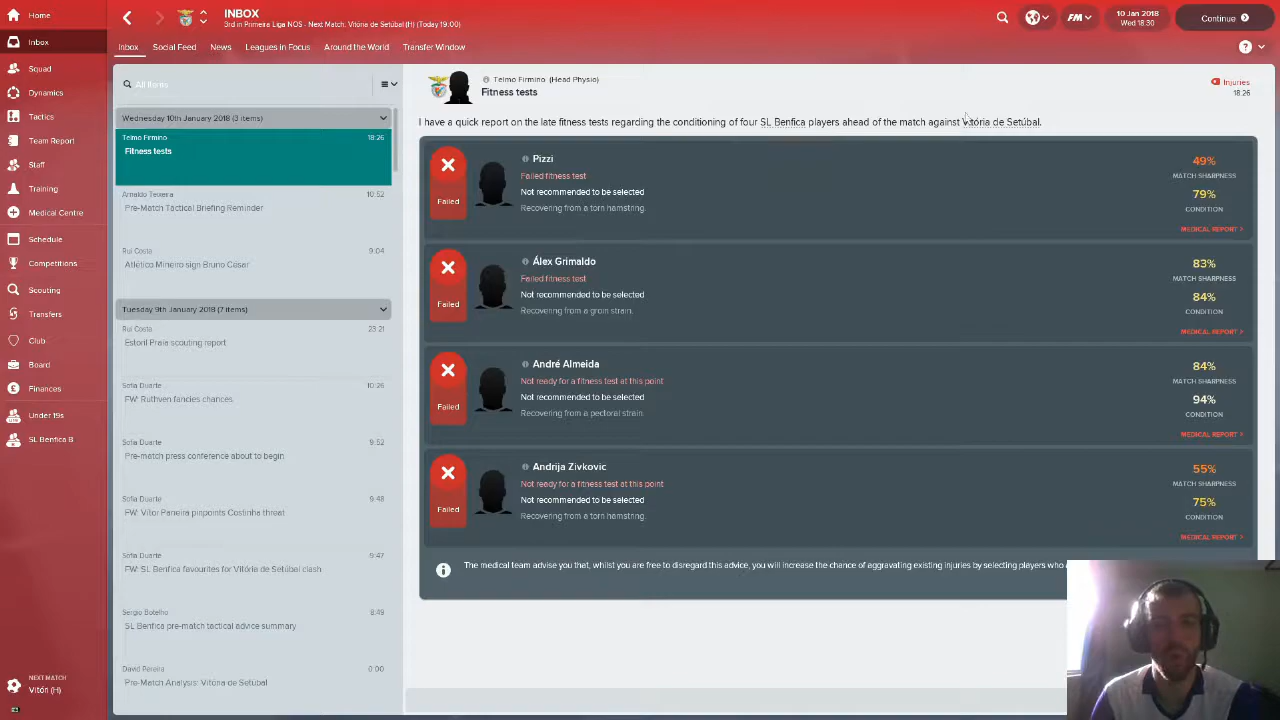 Home
Inbox
Squad
Dynamics
Tactics
Team Report
Staff
Training
Medical Centre
Schedule
Competitions
Scouting
Transfers
Club
Board
Finances
Under 19s
SL Benfica B
NEXT MATCH
Vitóri (H)
INBOX
3rd in Primeira Liga NOS - Next Match: Vitória de Setúbal (H) (Today 19:00)
FM
10 Jan 2018
Wed 18:30
Continue
Inbox
Social Feed
News
Leagues in Focus
Around the World
Transfer Window
?
All Items
Wednesday 10th January 2018 (3 items)
Telmo Firmino 18:26
Fitness tests
Arnaldo Teixeira 10:52
Pre-Match Tactical Briefing Reminder
Rui Costa 9:04
Atlético Mineiro sign Bruno César
Tuesday 9th January 2018 (7 items)
Rui Costa 23:21
Estoril Praia scouting report
Sofia Duarte 10:26
FW: Ruthven fancies chances
Sofia Duarte 9:52
Pre-match press conference about to begin
Sofia Duarte 9:48
FW: Vítor Paneira pinpoints Costinha threat
Sofia Duarte 9:47
FW: SL Benfica favourites for Vitória de Setúbal clash
Sergio Botelho 8:49
SL Benfica pre-match tactical advice summary
David Pereira 0:00
Pre-Match Analysis: Vitória de Setúbal
Telmo Firmino (Head Physio)
Fitness tests
Injuries
18:26
I have a quick report on the late fitness tests regarding the conditioning of four SL Benfica players ahead of the match against Vitória de Setúbal.
Failed
Pizzi
Failed fitness test
Not recommended to be selected
Recovering from a torn hamstring.
49%
MATCH SHARPNESS
79%
CONDITION
MEDICAL REPORT >
Failed
Álex Grimaldo
Failed fitness test
Not recommended to be selected
Recovering from a groin strain.
83%
MATCH SHARPNESS
84%
CONDITION
MEDICAL REPORT >
Failed
André Almeida
Not ready for a fitness test at this point
Not recommended to be selected
Recovering from a pectoral strain.
84%
MATCH SHARPNESS
94%
CONDITION
MEDICAL REPORT >
Failed
Andrija Zivkovic
Not ready for a fitness test at this point
Not recommended to be selected
Recovering from a torn hamstring.
55%
MATCH SHARPNESS
75%
CONDITION
MEDICAL REPORT >
The medical team advise you that, whilst you are free to disregard this advice, you will increase the chance of aggravating existing injuries by selecting players who